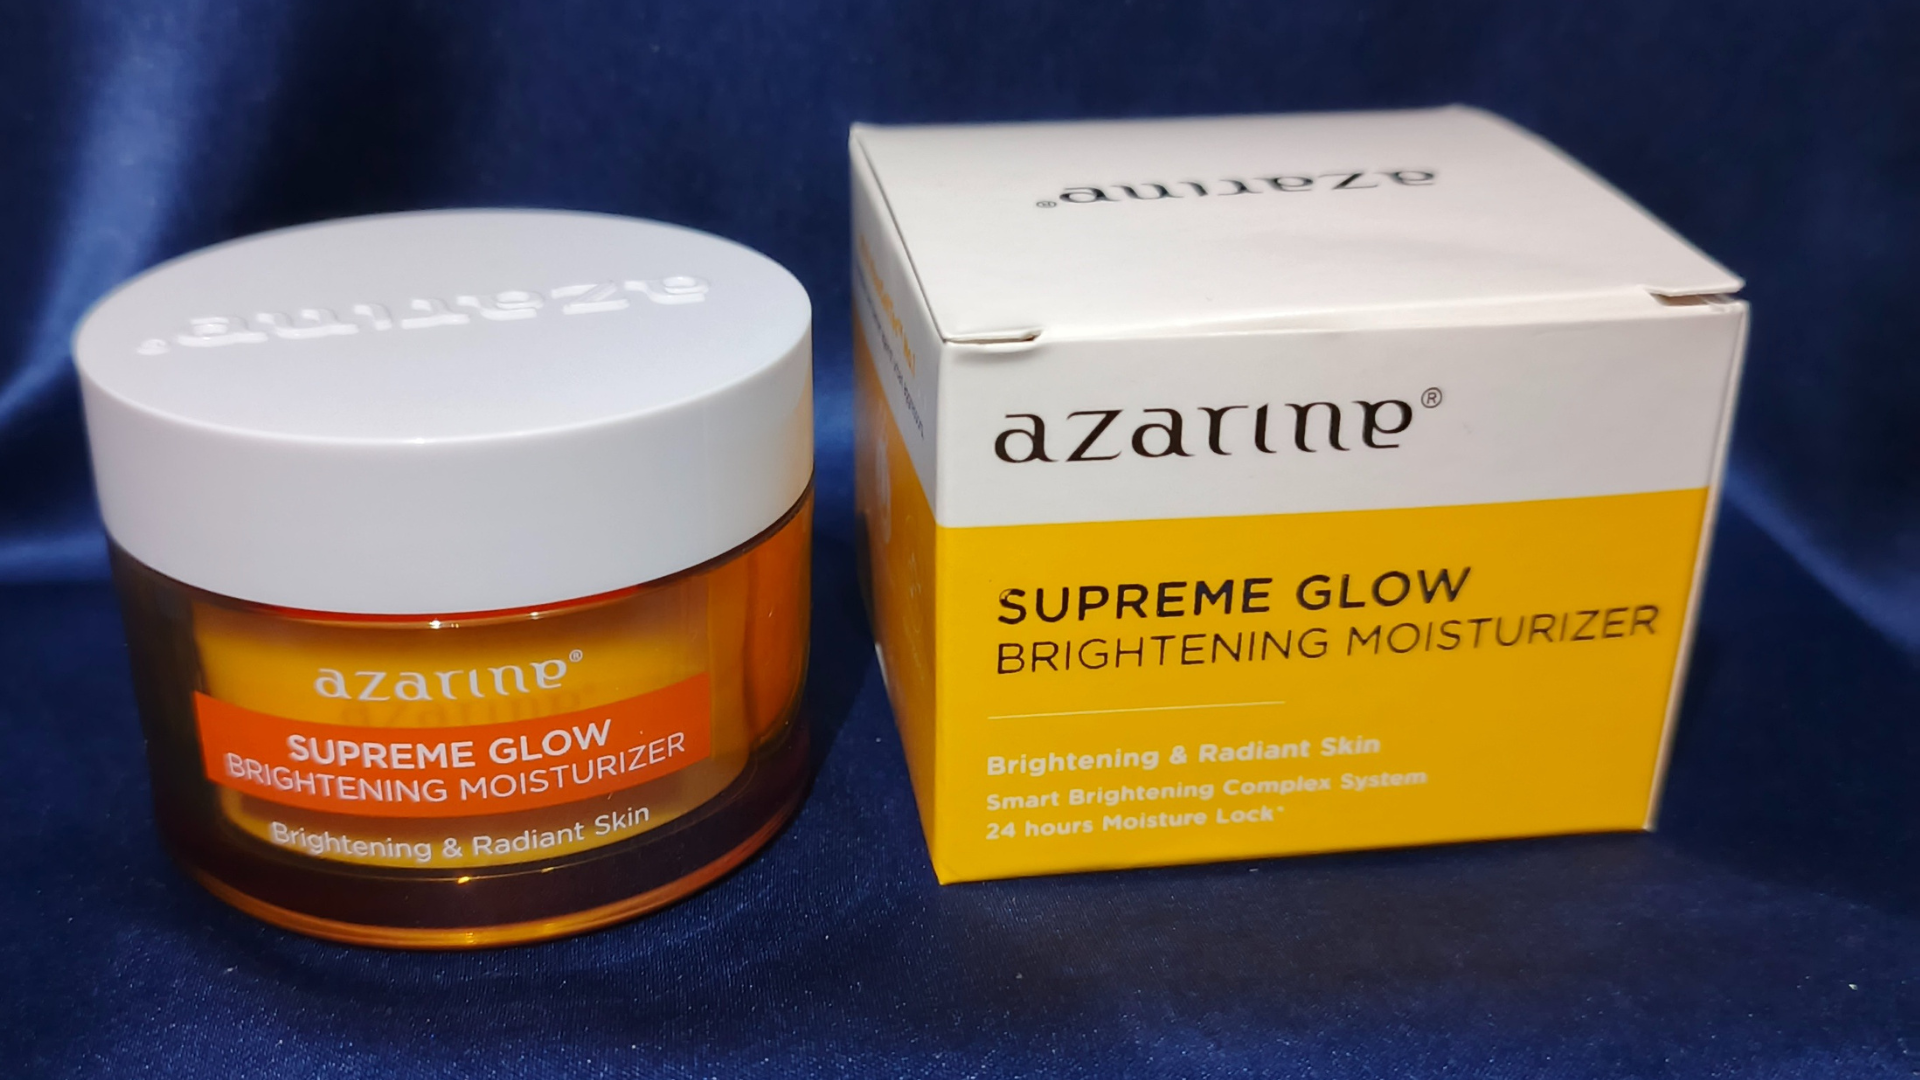 azarine®
azarine®
SUPREME GLOW
BRIGHTENING MOISTURIZER
Brightening & Radiant Skin
azarine®
azarine®
SUPREME GLOW
BRIGHTENING MOISTURIZER
Brightening & Radiant Skin
Smart Brightening Complex System
24 hours Moisture Lock*